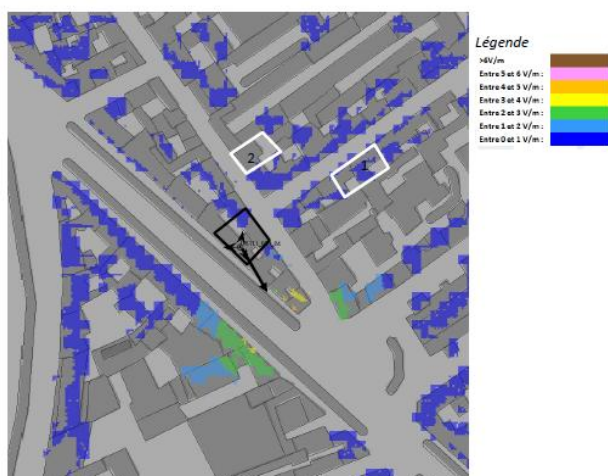 Légende
>6V/m
Entre 5 et 6 V/m :
Entre 4 et 5 V/m :
Entre 3 et 4 V/m :
Entre 2 et 3 V/m :
Entre 1 et 2 V/m :
Entre 0 et 1 V/m :
2
1